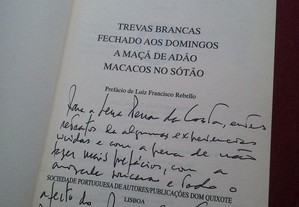 TREVAS BRANCAS
FECHADO AOS DOMINGOS
A MAÇÃ DE ADÃO
MACACOS NO SÓTÃO
Prefácio de Luiz Francisco Rebello
Para a Lena da Costa, estes
restos de algumas experiências
vividas e com a pena de não
fazer mais prefácios, com a
amizade sincera e todo o
SOCIEDADE PORTUGUESA DE AUTORES/PUBLICAÇÕES DOM QUIXOTE
LISBOA
afecto do